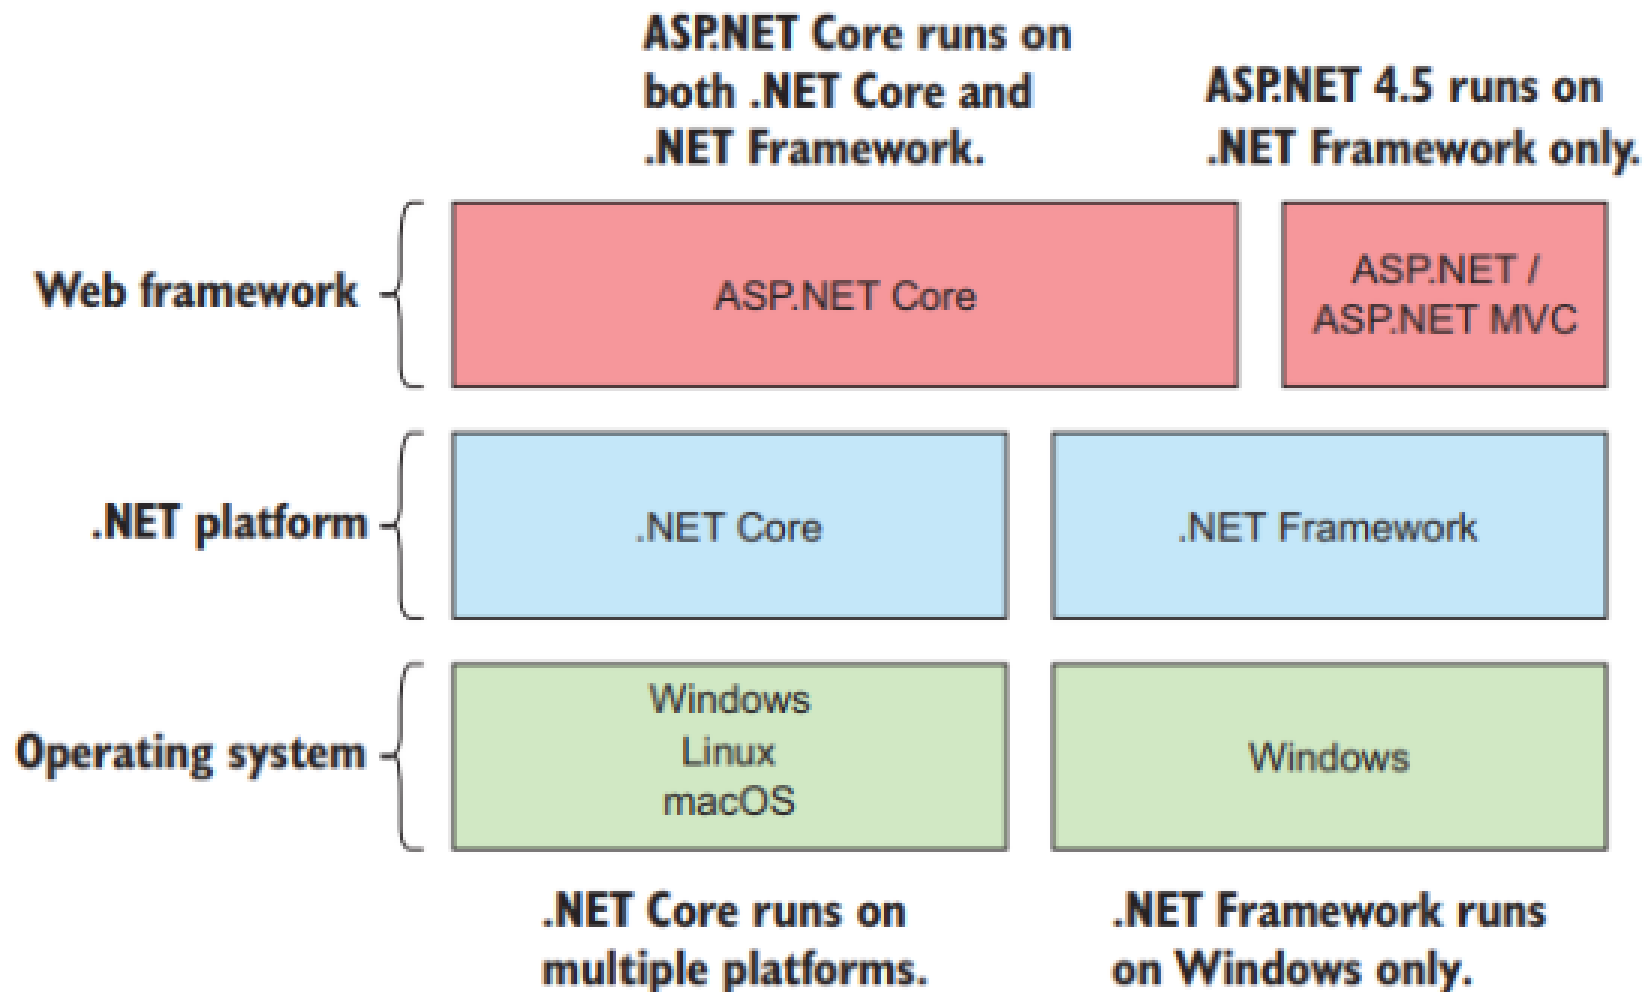 ASP.NET Core runs on
both .NET Core and
.NET Framework.
ASP.NET 4.5 runs on
.NET Framework only.
Web framework
ASP.NET Core
ASP.NET /
ASP.NET MVC
.NET platform
.NET Core
.NET Framework
Operating system
Windows
Linux
macOS
Windows
.NET Core runs on
multiple platforms.
.NET Framework runs
on Windows only.